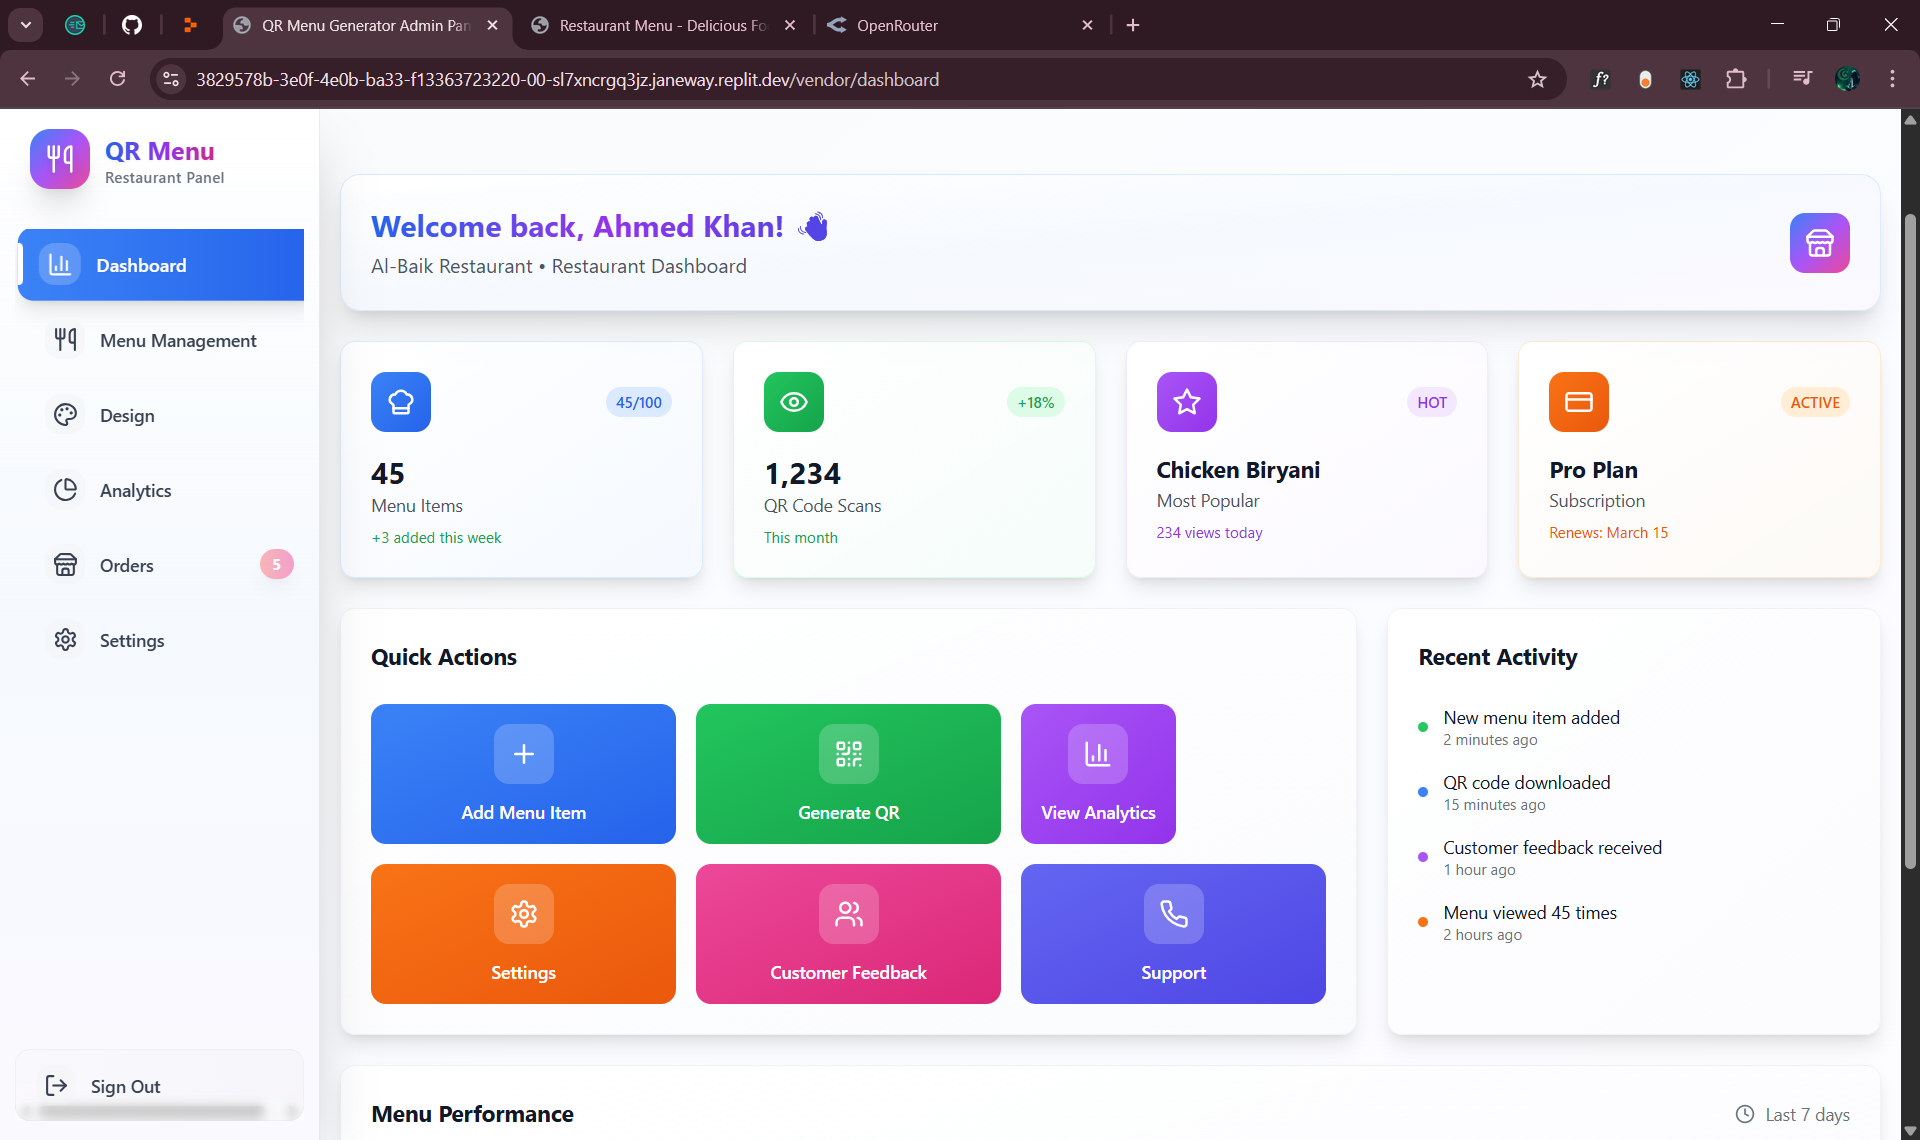 QR Menu Generator Admin Pan
Restaurant Menu - Delicious Fo
OpenRouter
3829578b-3e0f-4e0b-ba33-f13363723220-00-sl7xncrgq3jz.janeway.replit.dev/vendor/dashboard
f?
QR Menu
Restaurant Panel
Dashboard
Menu Management
Design
Analytics
Orders
5
Settings
Sign Out
Welcome back, Ahmed Khan!
Al-Baik Restaurant • Restaurant Dashboard
45/100
45
Menu Items
+3 added this week
+18%
1,234
QR Code Scans
This month
HOT
Chicken Biryani
Most Popular
234 views today
ACTIVE
Pro Plan
Subscription
Renews: March 15
Quick Actions
Add Menu Item
Generate QR
View Analytics
Settings
Customer Feedback
Support
Recent Activity
New menu item added
2 minutes ago
QR code downloaded
15 minutes ago
Customer feedback received
1 hour ago
Menu viewed 45 times
2 hours ago
Menu Performance
Last 7 days